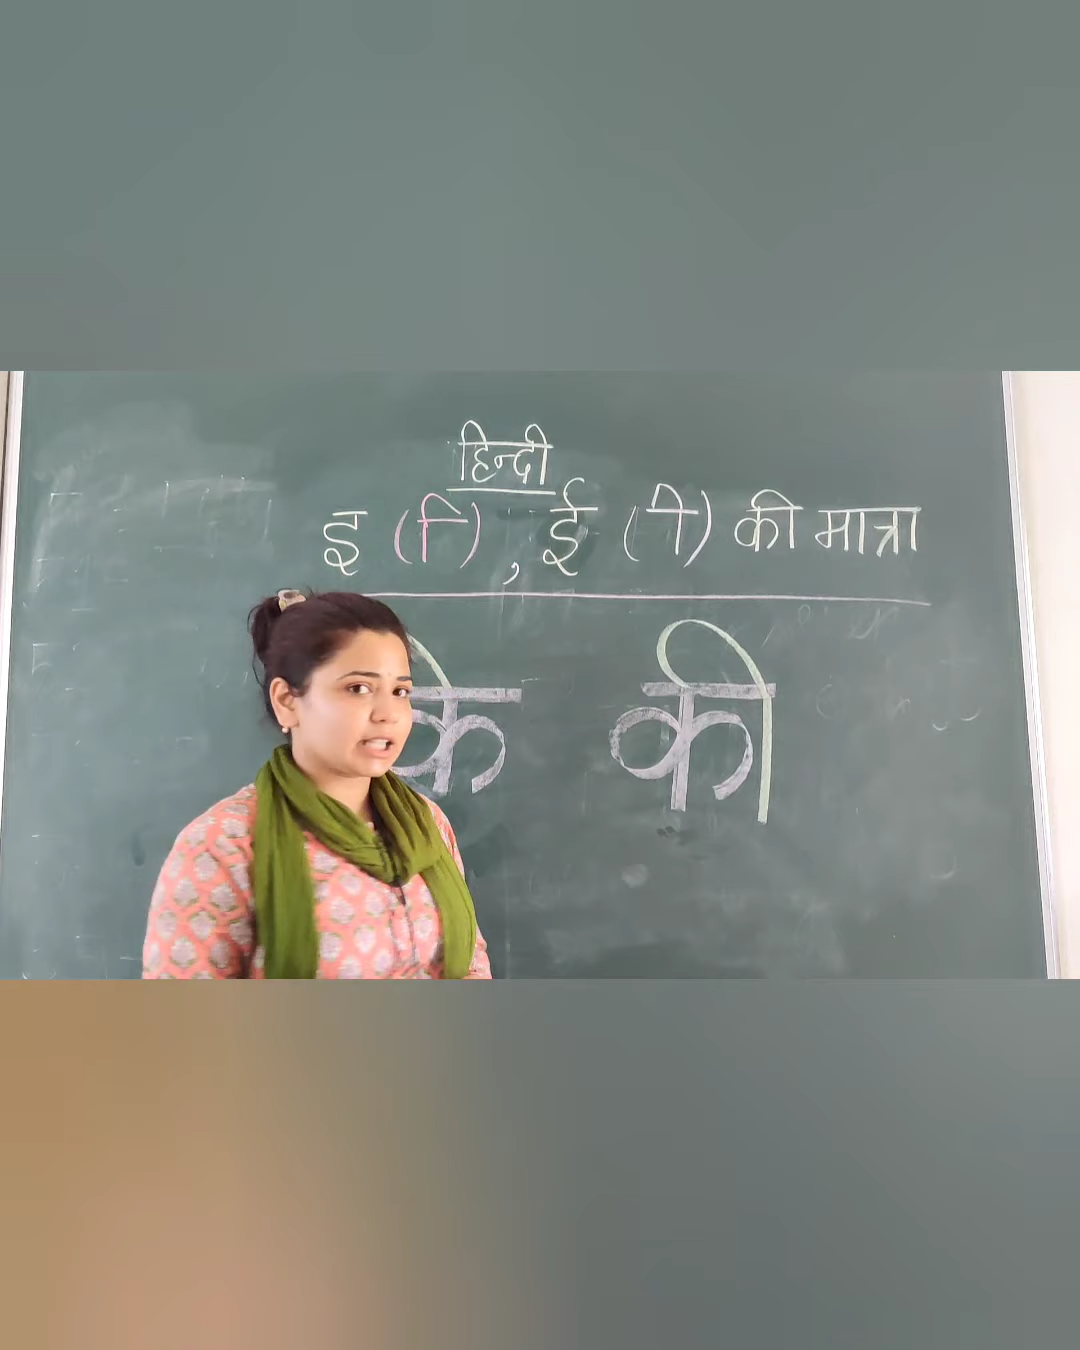 हिन्दी
इ (ि), ई (ी) की मात्रा
कि की